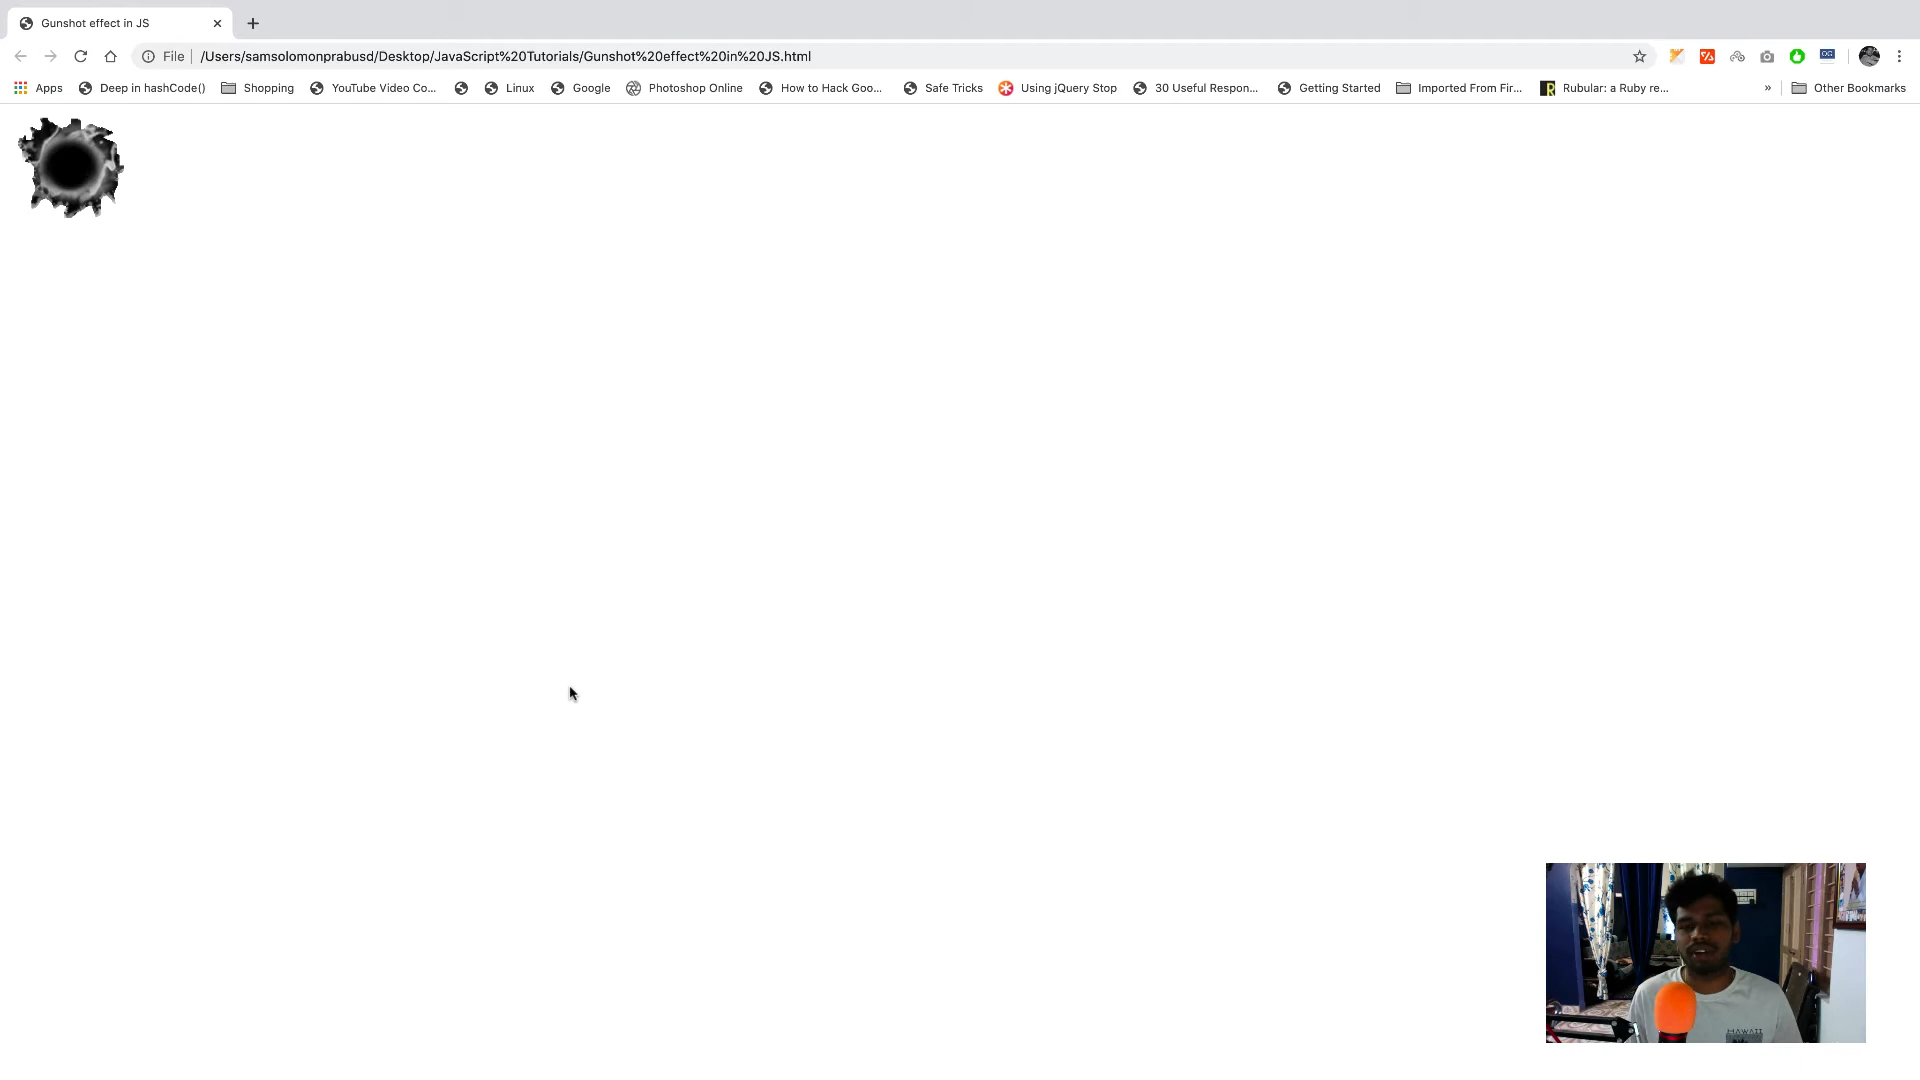 Gunshot effect in JS
File
/Users/samsolomonprabusd/Desktop/JavaScript%20Tutorials/Gunshot%20effect%20in%20JS.html
OG
Apps
Deep in hashCode()
Shopping
YouTube Video Co...
Linux
Google
Photoshop Online
How to Hack Goo...
Safe Tricks
Using jQuery Stop
30 Useful Respon...
Getting Started
Imported From Fir...
Rubular: a Ruby re...
»
Other Bookmarks
HAWAII